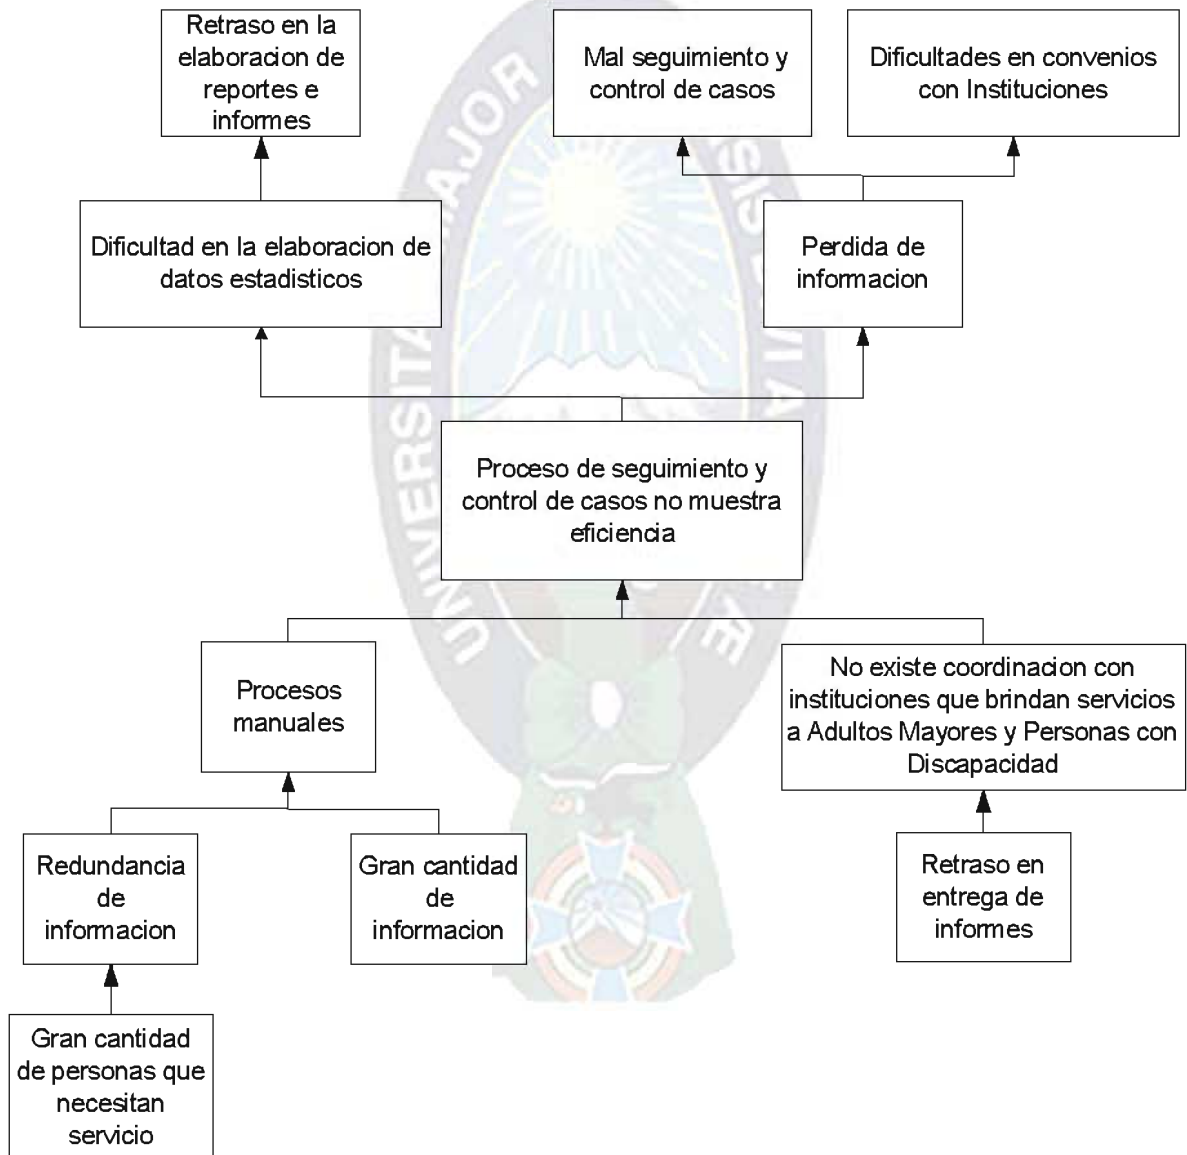 Retraso en la
elaboracion de
reportes e
informes
Mal seguimiento y
control de casos
Dificultades en convenios
con Instituciones
Dificultad en la elaboracion de
datos estadisticos
Perdida de
informacion
Proceso de seguimiento y
control de casos no muestra
eficiencia
Procesos
manuales
No existe coordinacion con
instituciones que brindan servicios
a Adultos Mayores y Personas con
Discapacidad
Redundancia
de
informacion
Gran cantidad
de
informacion
Retraso en
entrega de
informes
Gran cantidad
de personas que
necesitan
servicio